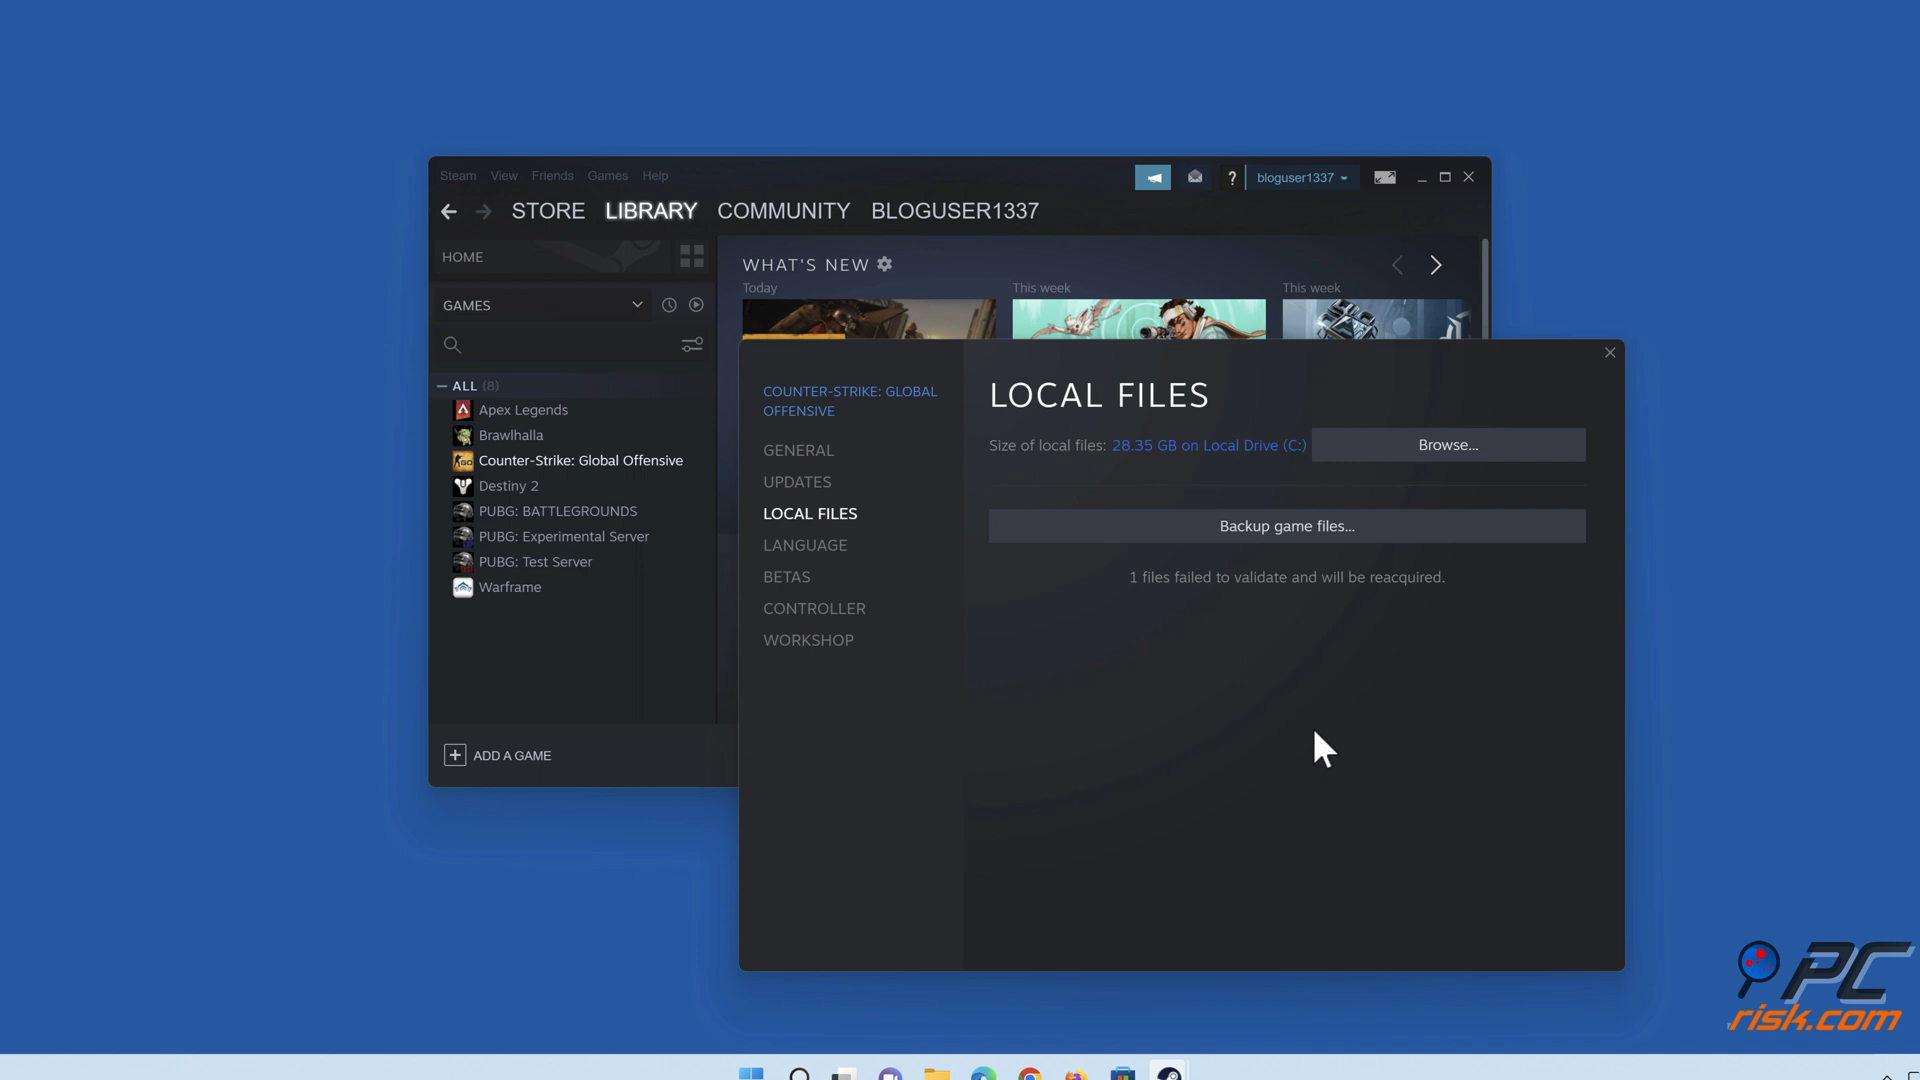 Steam View Friends Games Help
? bloguser1337
STORE LIBRARY COMMUNITY BLOGUSER1337
HOME
GAMES
ALL (8)
Apex Legends
Brawlhalla
Counter-Strike: Global Offensive
Destiny 2
PUBG: BATTLEGROUNDS
PUBG: Experimental Server
PUBG: Test Server
Warframe
ADD A GAME
WHAT'S NEW
Today
This week
This week
COUNTER-STRIKE: GLOBAL
OFFENSIVE
GENERAL
UPDATES
LOCAL FILES
LANGUAGE
BETAS
CONTROLLER
WORKSHOP
LOCAL FILES
Size of local files: 28.35 GB on Local Drive (C:)
Browse...
Backup game files...
1 files failed to validate and will be reacquired.
PC
risk.com